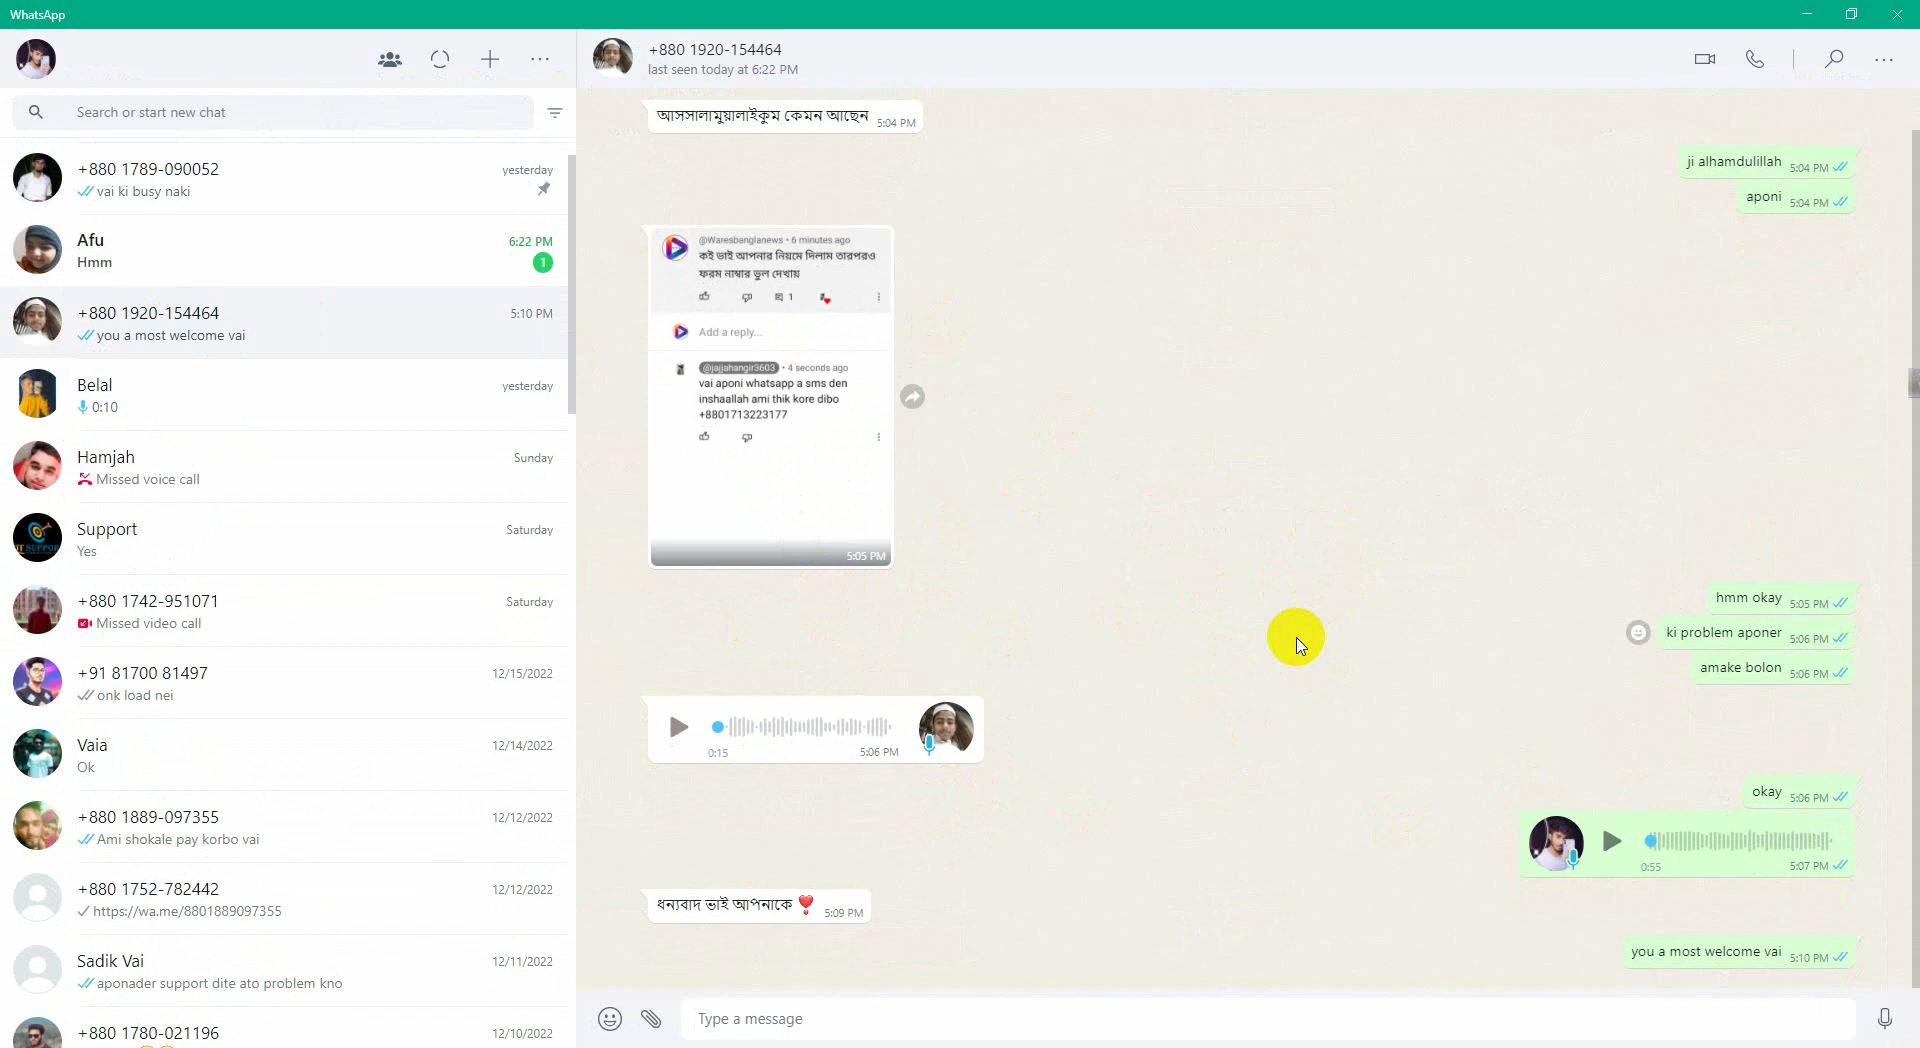 WhatsApp
Search or start new chat
+880 1789-090052
yesterday
vai ki busy naki
Afu
6:22 PM
Hmm
1
+880 1920-154464
5:10 PM
you a most welcome vai
Belal
yesterday
0:10
Hamjah
Sunday
Missed voice call
Support
Saturday
Yes
+880 1742-951071
Saturday
Missed video call
+91 81700 81497
12/15/2022
onk load nei
Vaia
12/14/2022
Ok
+880 1889-097355
12/12/2022
Ami shokale pay korbo vai
+880 1752-782442
12/12/2022
https://wa.me/8801889097355
Sadik Vai
12/11/2022
aponader support dite ato problem kno
+880 1780-021196
12/10/2022
+880 1920-154464
last seen today at 6:22 PM
আসসালামুয়ালাইকুম কেমন আছেন 5:04 PM
ji alhamdulillah 5:04 PM
aponi 5:04 PM
@Waresbanglanews • 6 minutes ago
কই ভাই আপনার নিয়মে দিলাম তারপরও
ফরম নাম্বার ভুল দেখায়
1
Add a reply...
@jajjahangir3603 • 4 seconds ago
vai aponi whatsapp a sms den
inshaallah ami thik kore dibo
+8801713223177
5:05 PM
hmm okay 5:05 PM
ki problem aponer 5:06 PM
amake bolon 5:06 PM
0:15 5:06 PM
okay 5:06 PM
0:55 5:07 PM
ধন্যবাদ ভাই আপনাকে ❣️ 5:09 PM
you a most welcome vai 5:10 PM
Type a message